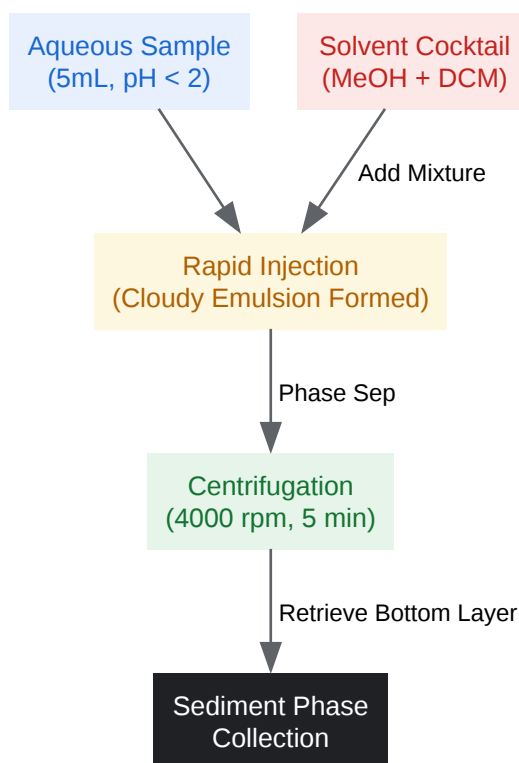 Aqueous Sample
(5mL, pH < 2)
Solvent Cocktail
(MeOH + DCM)
Add Mixture
Rapid Injection
(Cloudy Emulsion Formed)
Phase Sep
Centrifugation
(4000 rpm, 5 min)
Retrieve Bottom Layer
Sediment Phase
Collection